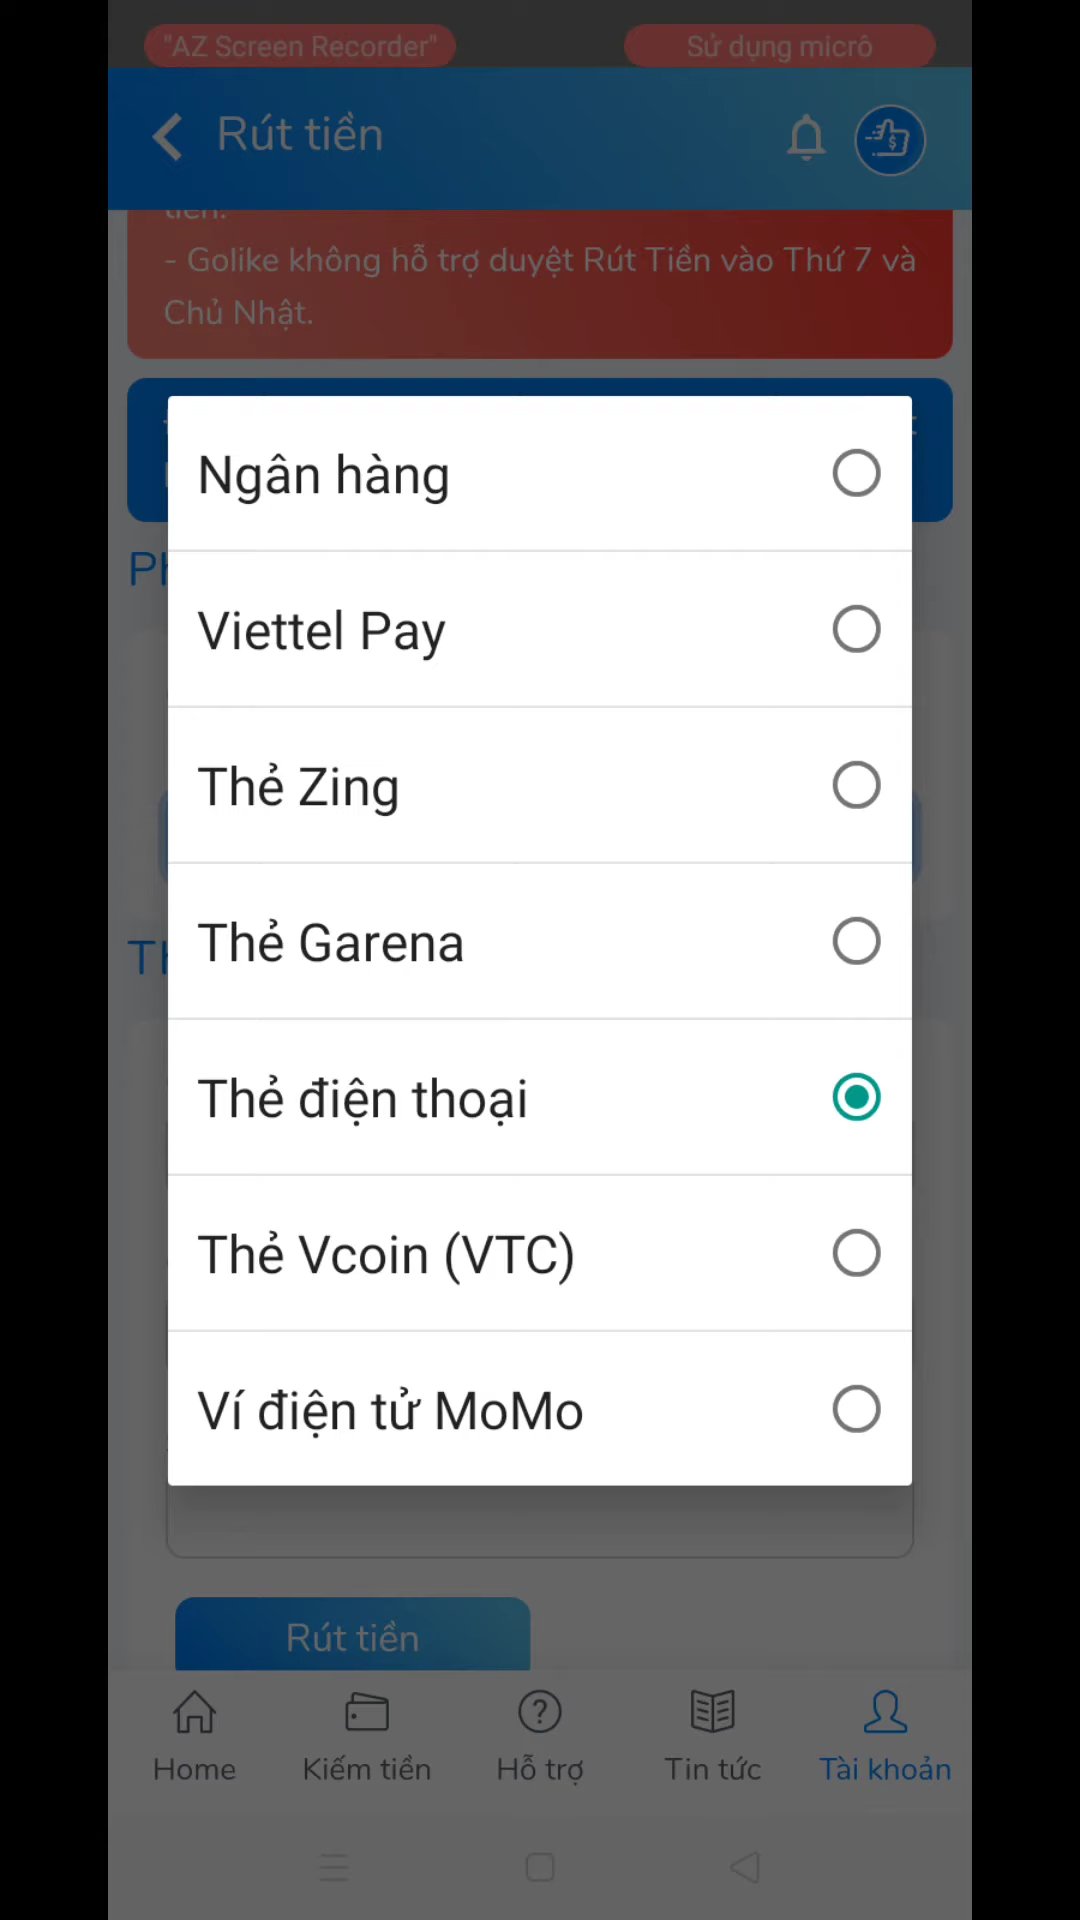 "AZ Screen Recorder" Sử dụng micrô
Rút tiền
tiền.
- Golike không hỗ trợ duyệt Rút Tiền vào Thứ 7 và
Chủ Nhật.
Ngân hàng
Viettel Pay
Thẻ Zing
Thẻ Garena
Thẻ điện thoại
Thẻ Vcoin (VTC)
Ví điện tử MoMo
Rút tiền
Home Kiếm tiền Hỗ trợ Tin tức Tài khoản